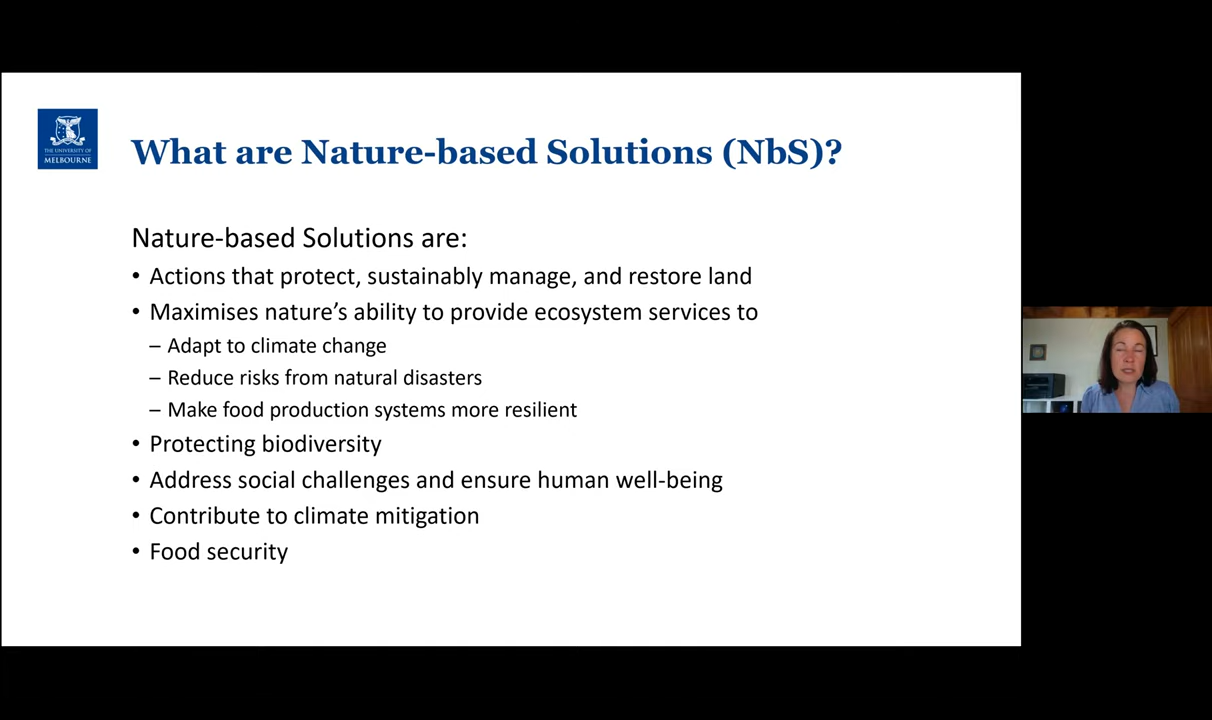 THE UNIVERSITY OF
MELBOURNE
What are Nature-based Solutions (NbS)?
Nature-based Solutions are:
• Actions that protect, sustainably manage, and restore land
• Maximises nature’s ability to provide ecosystem services to
– Adapt to climate change
– Reduce risks from natural disasters
– Make food production systems more resilient
• Protecting biodiversity
• Address social challenges and ensure human well-being
• Contribute to climate mitigation
• Food security